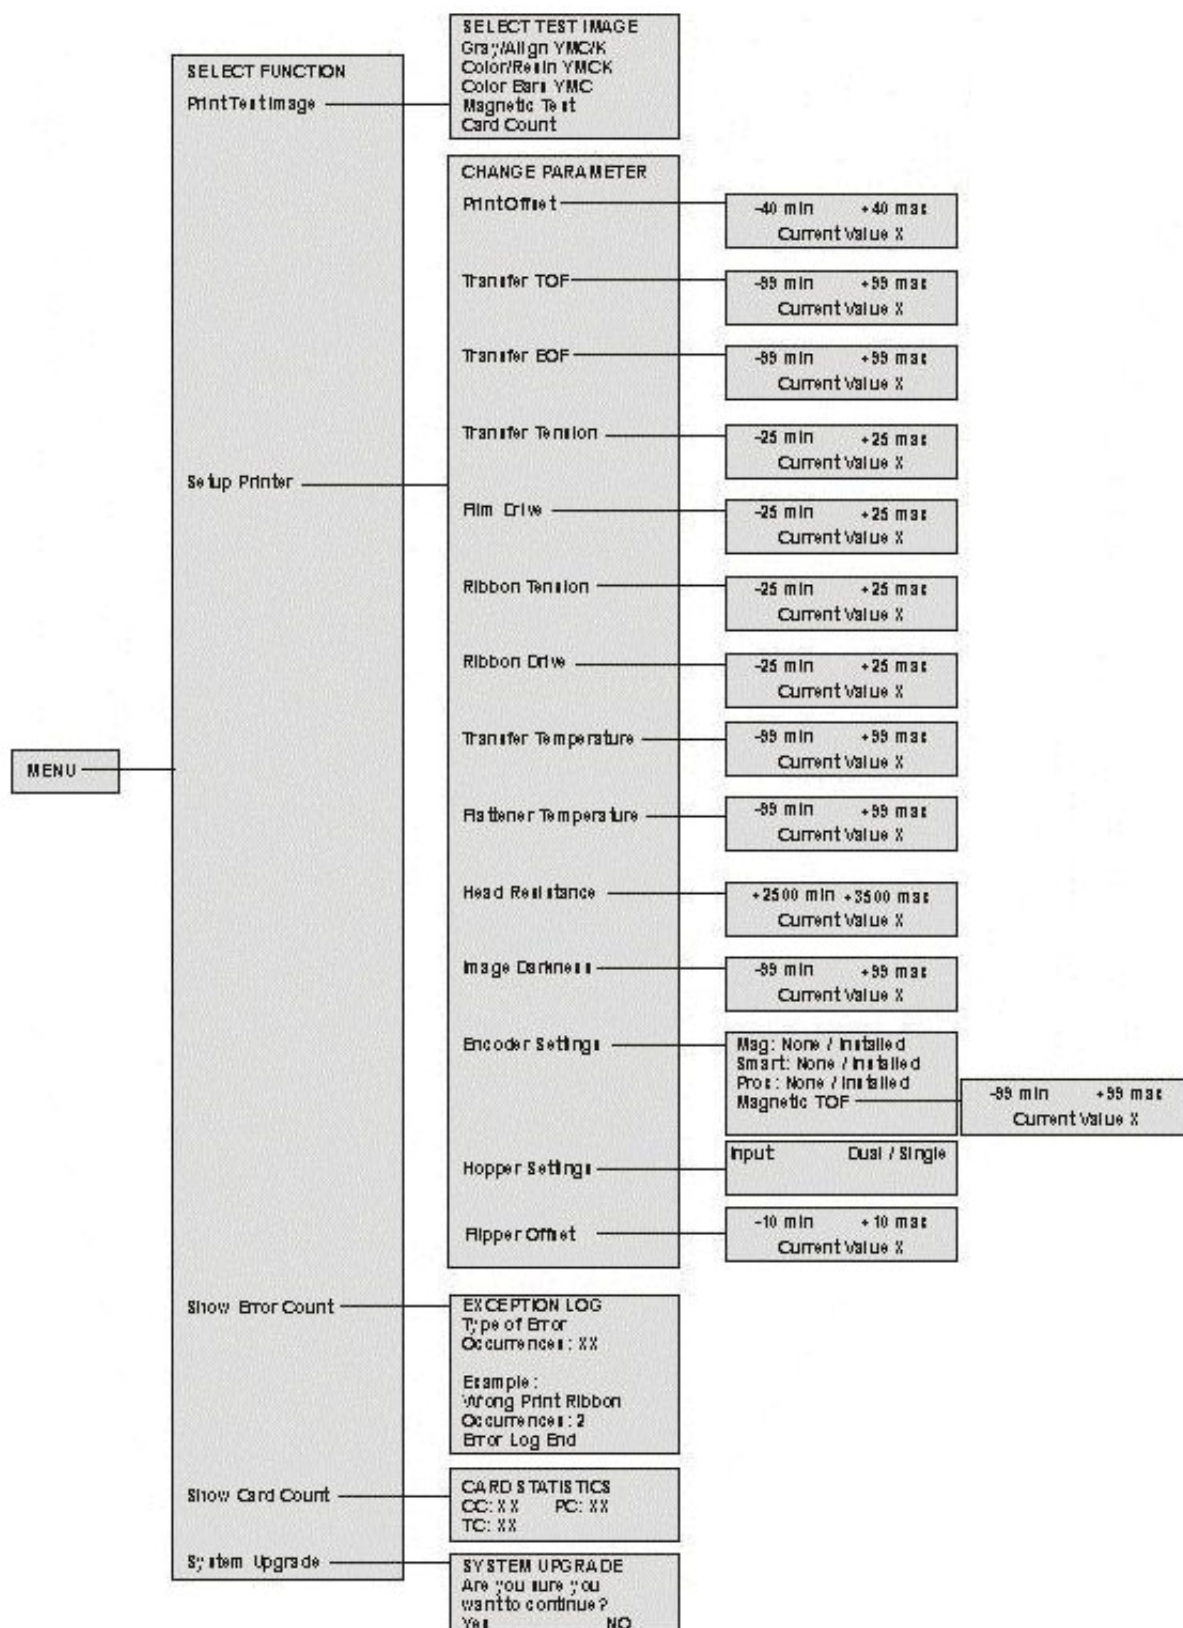 MENU
SELECT FUNCTION
Print Test Image
SELECT TEST IMAGE
Gray/Align YMC/K
Color/Resin YMCK
Color Bars YMC
Magnetic Test
Card Count
Setup Printer
CHANGE PARAMETER
Print Offset
-40 min +40 max
Current Value X
Transfer TOF
-99 min +99 max
Current Value X
Transfer EOF
-99 min +99 max
Current Value X
Transfer Tension
-25 min +25 max
Current Value X
Film Drive
-25 min +25 max
Current Value X
Ribbon Tension
-25 min +25 max
Current Value X
Ribbon Drive
-25 min +25 max
Current Value X
Transfer Temperature
-99 min +99 max
Current Value X
Flattener Temperature
-99 min +99 max
Current Value X
Head Resistance
+2500 min +3500 max
Current Value X
Image Darkness
-99 min +99 max
Current Value X
Encoder Settings
Mag: None / Installed
Smart: None / Installed
Prox: None / Installed
Magnetic TOF
-99 min +99 max
Current Value X
Hopper Settings
Input Dual / Single
Flipper Offset
-10 min +10 max
Current Value X
Show Error Count
EXCEPTION LOG
Type of Error
Occurrences: XX
Example:
Wrong Print Ribbon
Occurrences: 2
Error Log End
Show Card Count
CARD STATISTICS
CC: XX PC: XX
TC: XX
System Upgrade
SYSTEM UPGRADE
Are you sure you
want to continue?
Yes NO